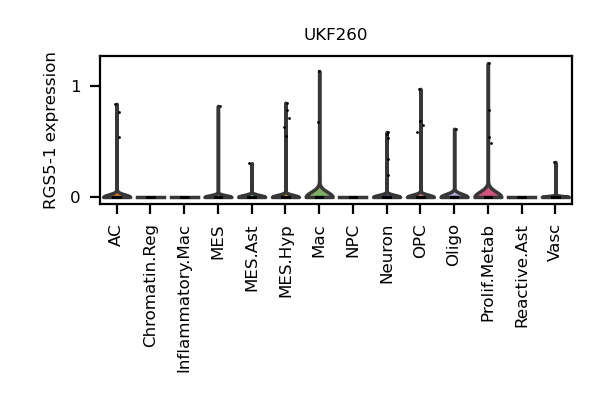 UKF260
RGS5-1 expression
1
0
AC
Chromatin.Reg
Inflammatory.Mac
MES
MES.Ast
MES.Hyp
Mac
NPC
Neuron
OPC
Oligo
Prolif.Metab
Reactive.Ast
Vasc